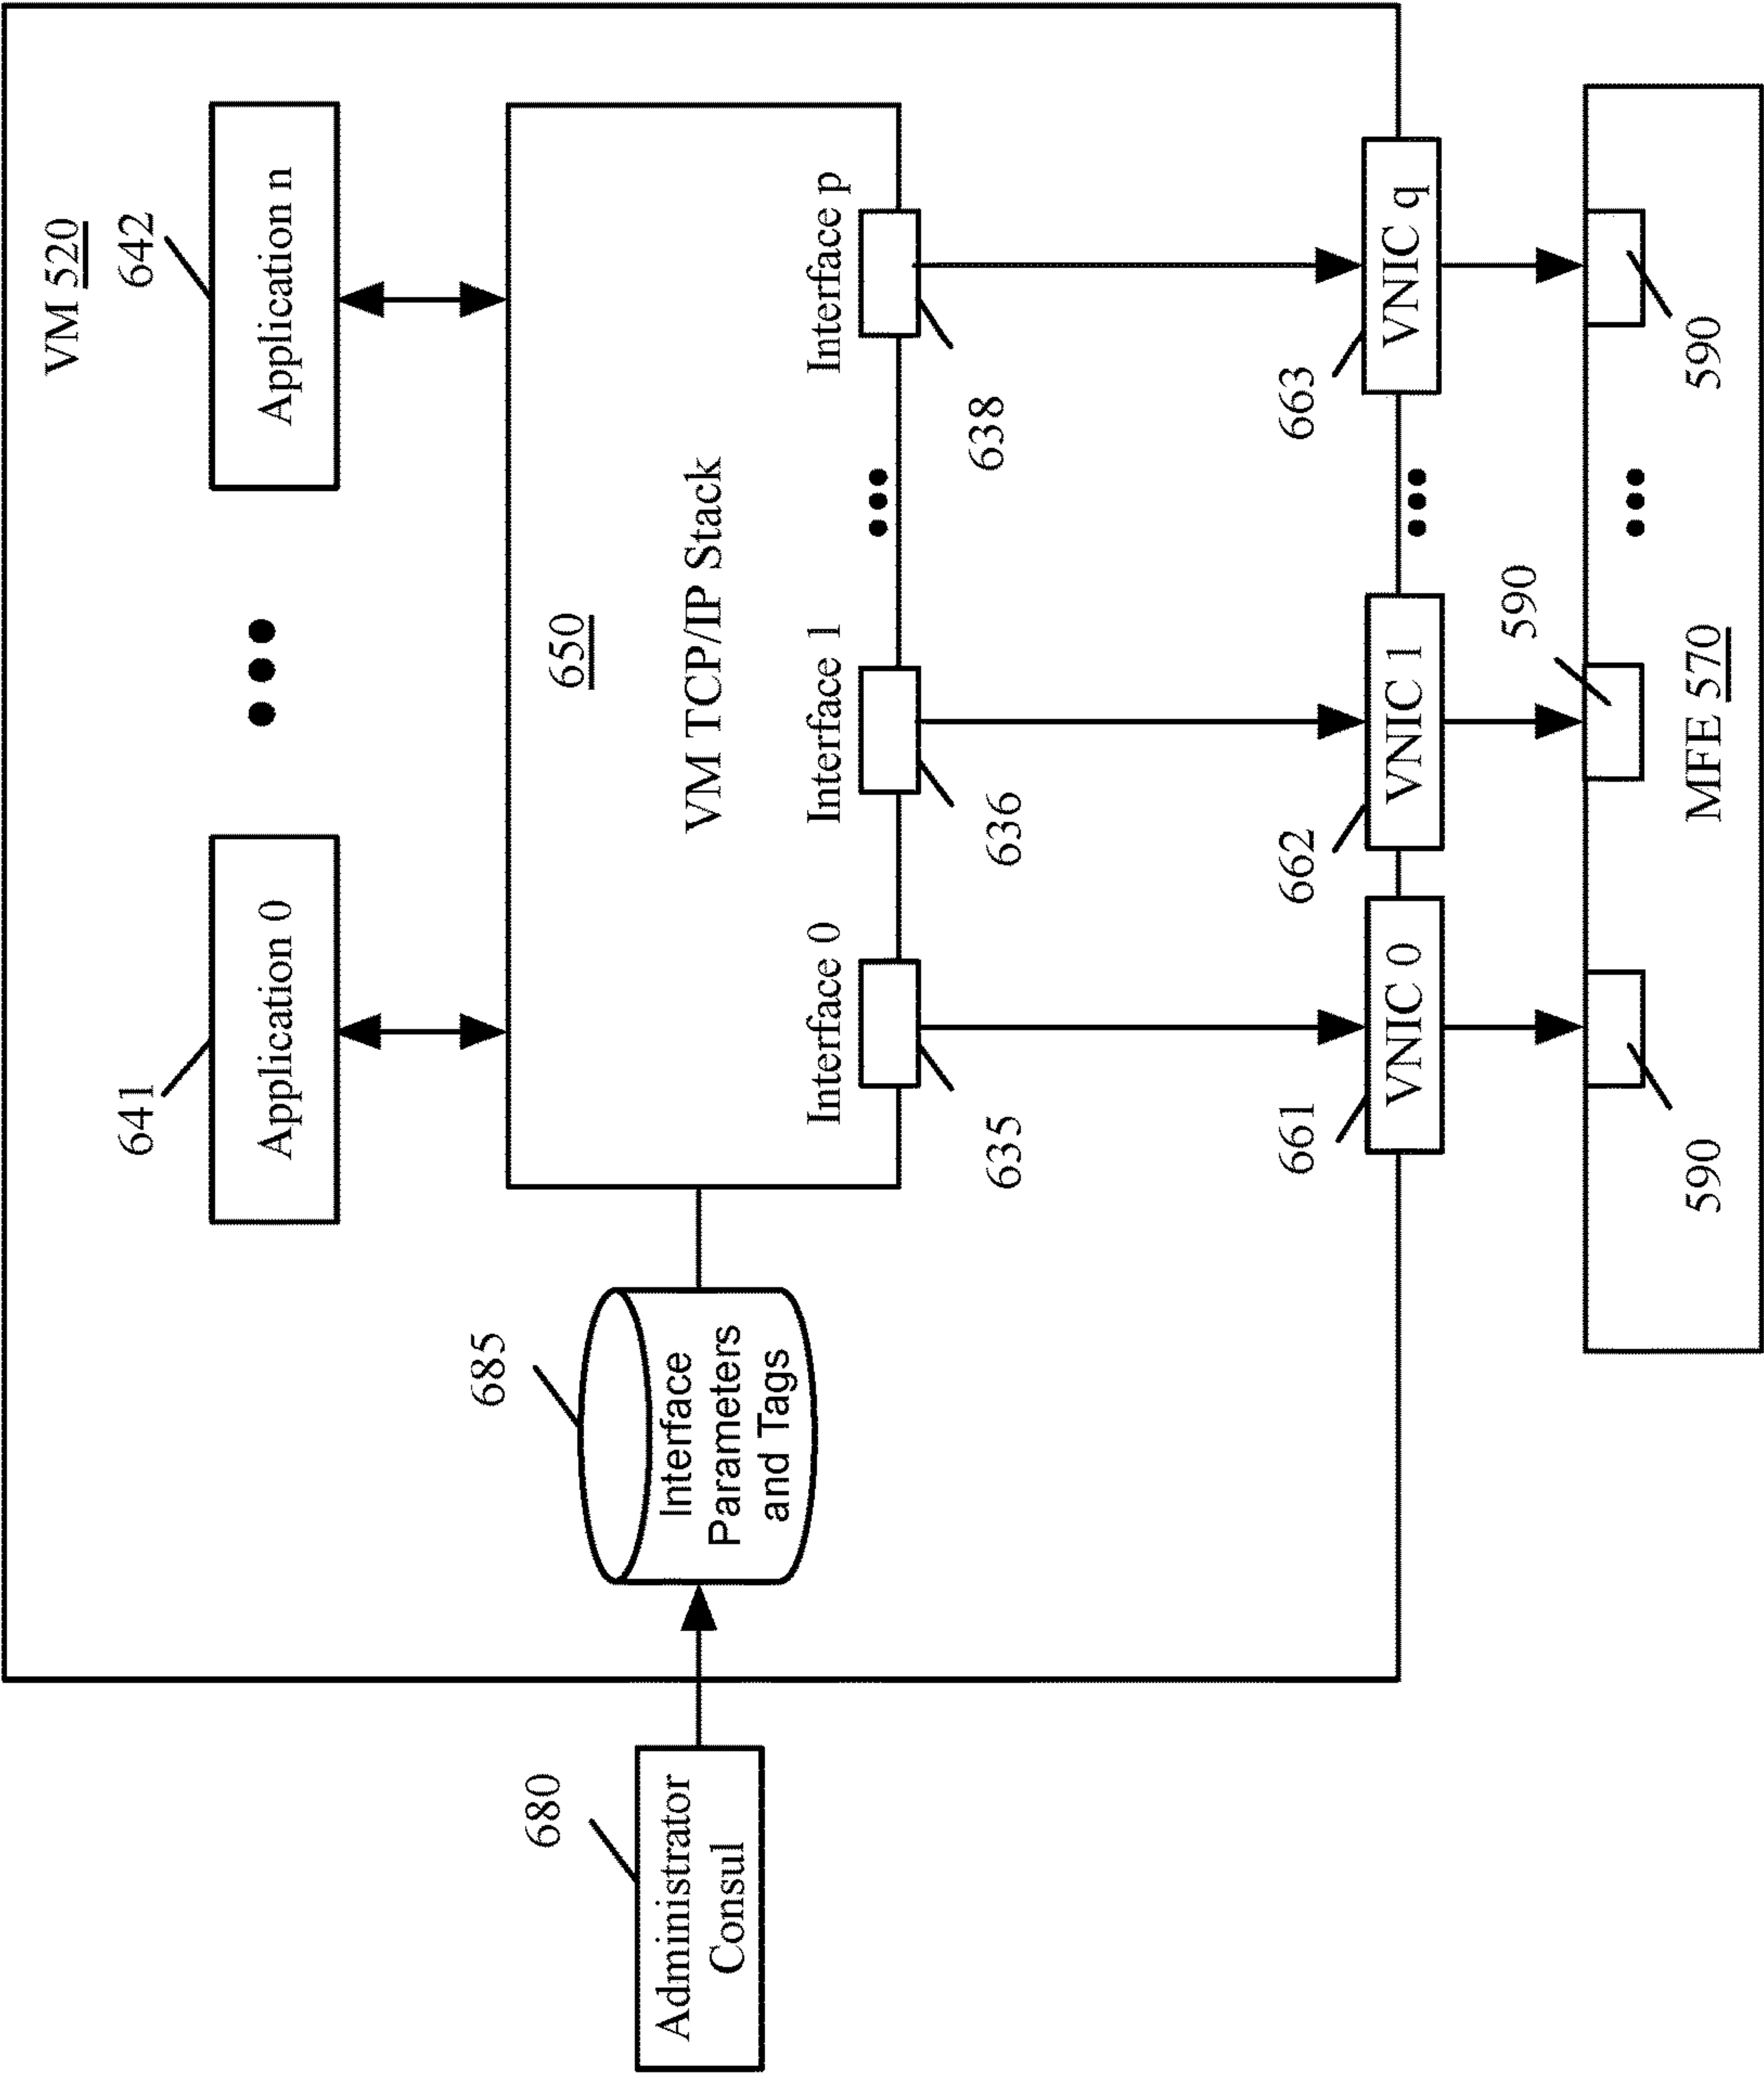 VM 520
641
642
Application 0
Application n
685
650
VM TCP/IP Stack
Interface
Parameters
and Tags
680
Administrator
Consul
Interface 0
Interface 1
Interface p
635
636
638
661
662
663
VNIC 0
VNIC 1
VNIC q
590
590
590
MFE 570